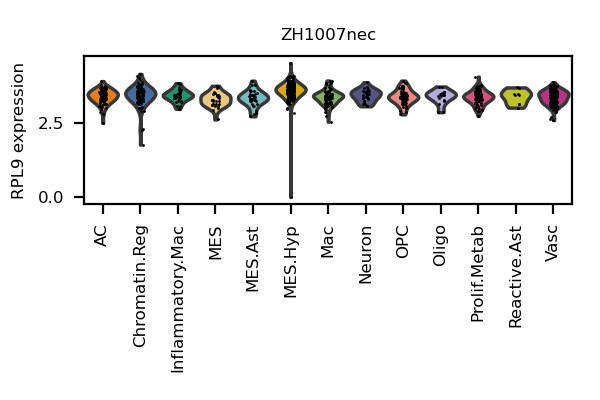 ZH1007nec
RPL9 expression
2.5
0.0
AC
Chromatin.Reg
Inflammatory.Mac
MES
MES.Ast
MES.Hyp
Mac
Neuron
OPC
Oligo
Prolif.Metab
Reactive.Ast
Vasc